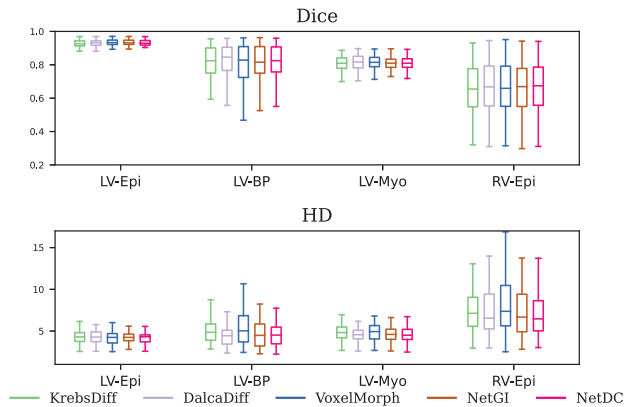 Dice
1.0
0.8
0.6
0.4
0.2
LV-Epi LV-BP LV-Myo RV-Epi
HD
15
10
5
LV-Epi LV-BP LV-Myo RV-Epi
KrebsDiff DalcaDiff VoxelMorph NetGI NetDC